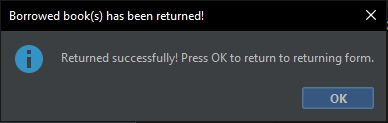 Borrowed book(s) has been returned!
Returned successfully! Press OK to return to returning form.
OK